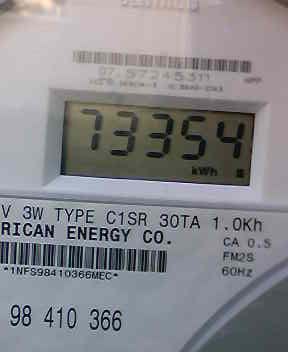 73354
kWh
V 3W TYPE C1SR 30TA 1.0Kh
RICAN ENERGY CO.
CA 0.5
FM2S
60Hz
*1NFS98410366MEC*
98 410 366